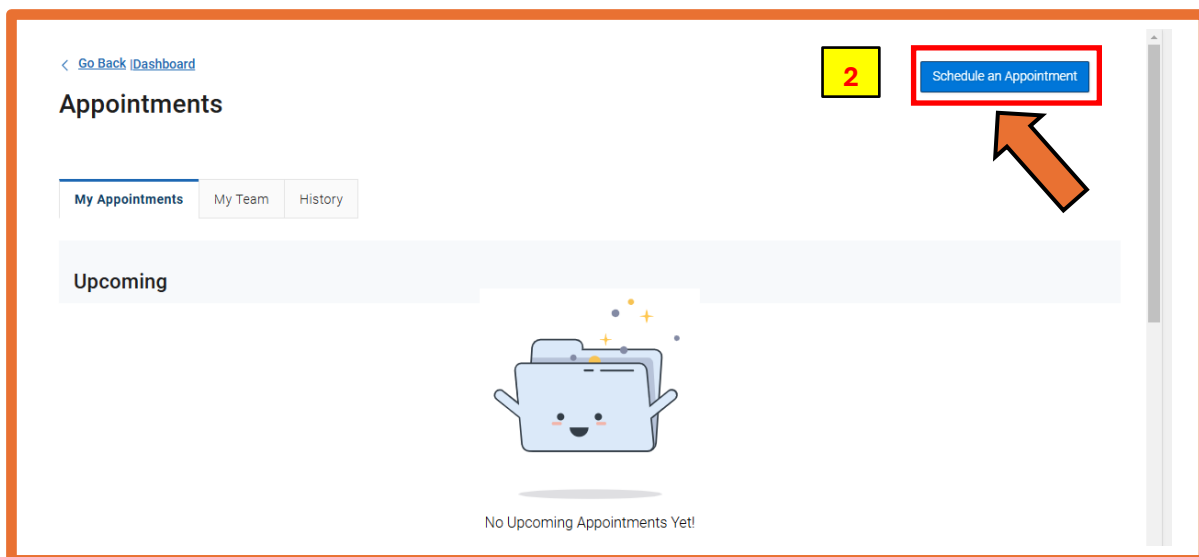 Go Back |Dashboard
2
Schedule an Appointment
Appointments
My Appointments My Team History
Upcoming
No Upcoming Appointments Yet!